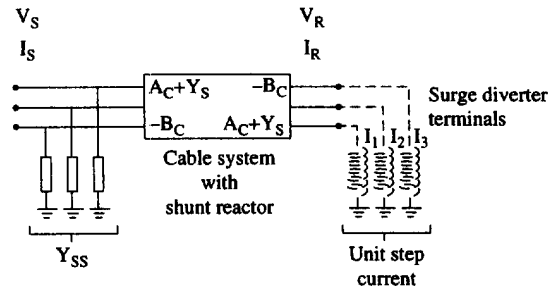 V_S V_R
I_S I_R
A_C+Y_S -B_C
-B_C A_C+Y_S
Surge diverter
terminals
I_1 I_2 I_3
Cable system
with
shunt reactor
Y_SS
Unit step
current